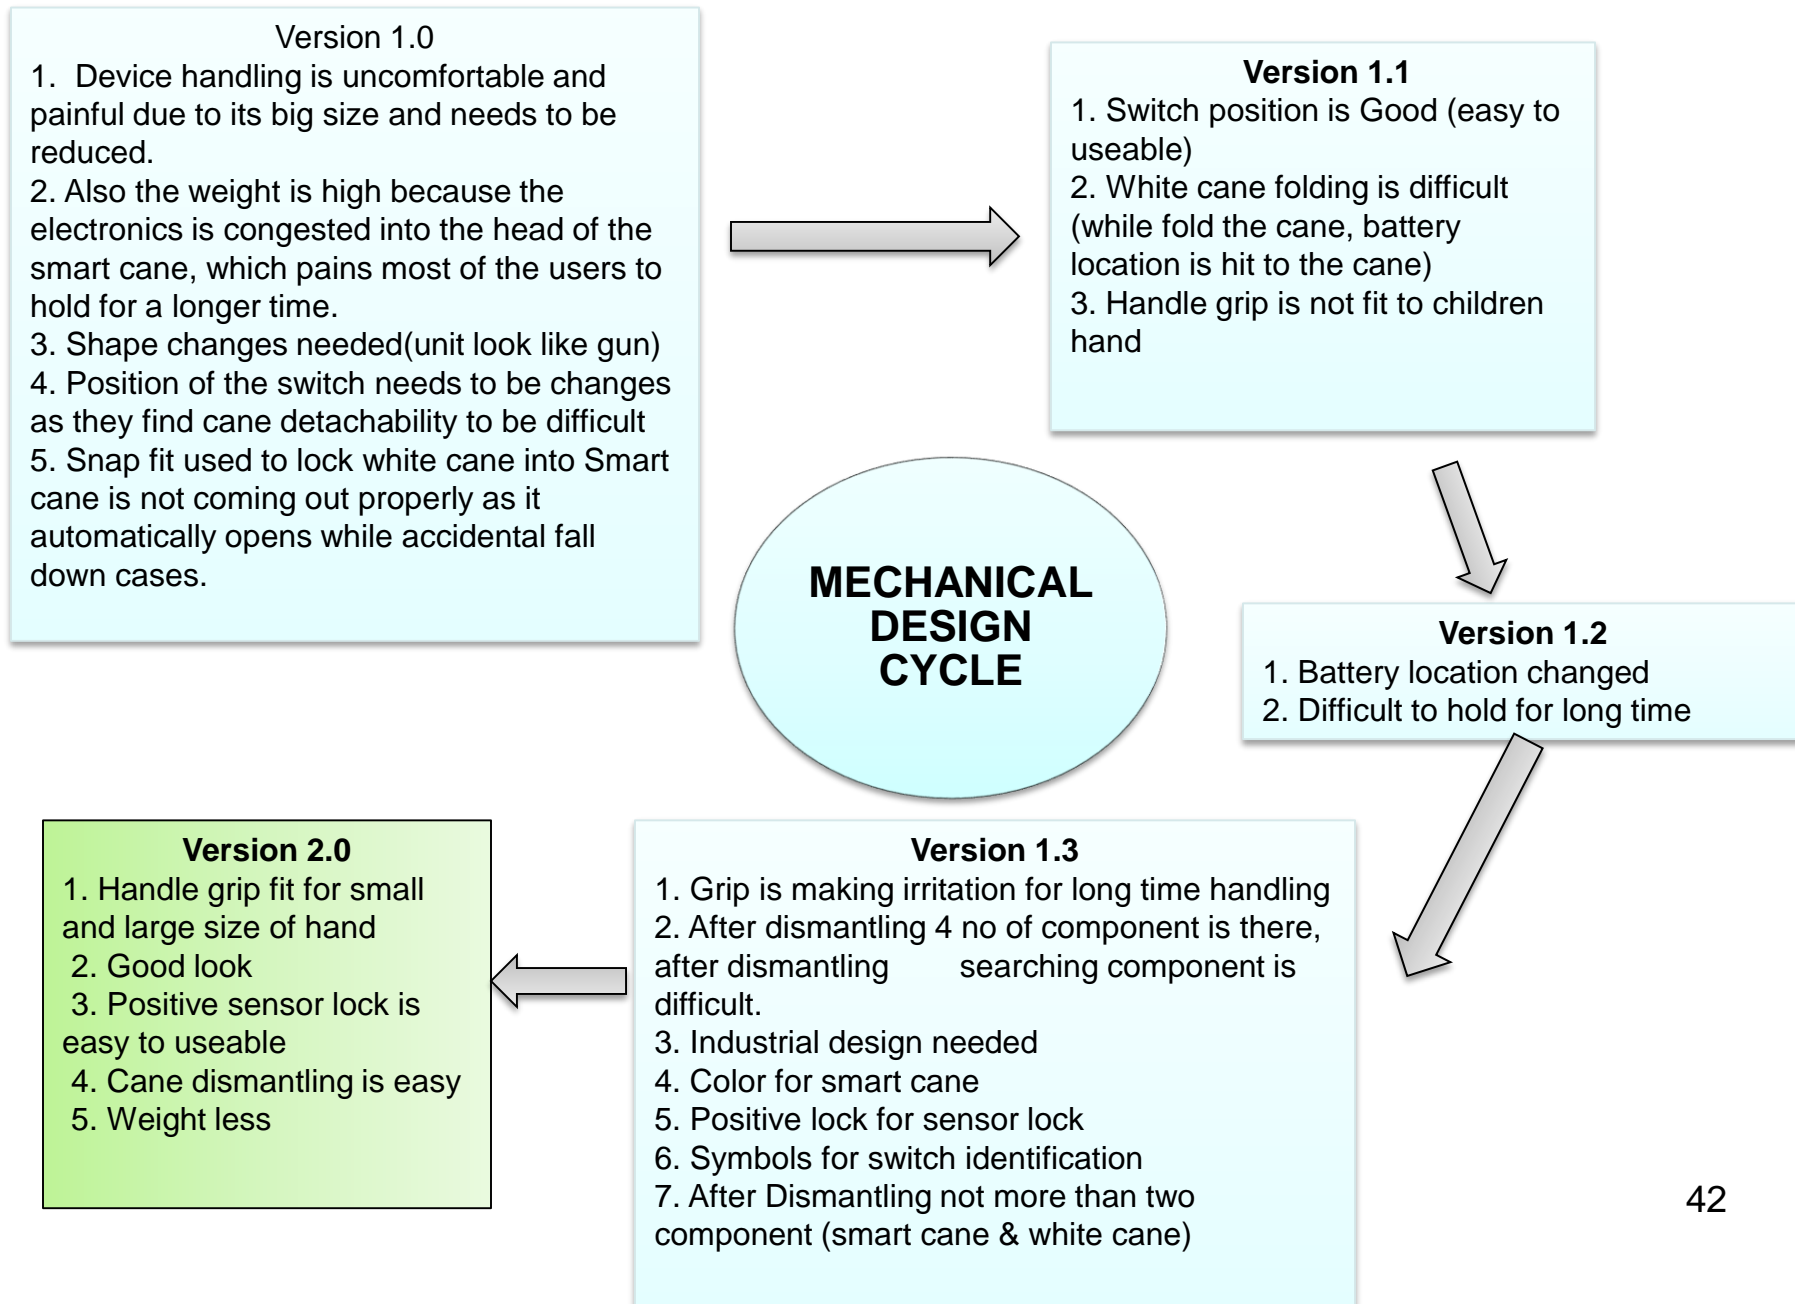 Version 1.0
1.  Device handling is uncomfortable and
painful due to its big size and needs to be
reduced.
2. Also the weight is high because the
electronics is congested into the head of the
smart cane, which pains most of the users to
hold for a longer time.
3. Shape changes needed(unit look like gun)
4. Position of the switch needs to be changes
as they find cane detachability to be difficult
5. Snap fit used to lock white cane into Smart
cane is not coming out properly as it
automatically opens while accidental fall
down cases.
Version 1.1
1. Switch position is Good (easy to
useable)
2. White cane folding is difficult
(while fold the cane, battery
location is hit to the cane)
3. Handle grip is not fit to children
hand
MECHANICAL
DESIGN
CYCLE
Version 1.2
1. Battery location changed
2. Difficult to hold for long time
Version 1.3
1. Grip is making irritation for long time handling
2. After dismantling 4 no of component is there,
after dismantling searching component is
difficult.
3. Industrial design needed
4. Color for smart cane
5. Positive lock for sensor lock
6. Symbols for switch identification
7. After Dismantling not more than two
component (smart cane & white cane)
Version 2.0
1. Handle grip fit for small
and large size of hand
2. Good look
3. Positive sensor lock is
easy to useable
4. Cane dismantling is easy
5. Weight less
42